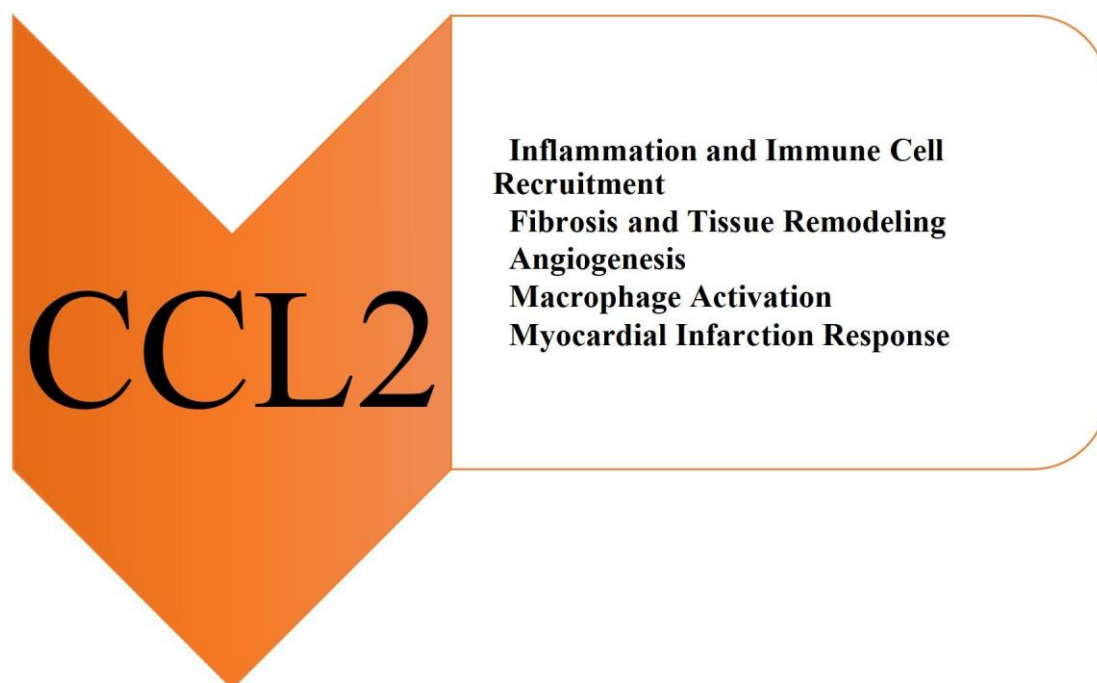 CCL2
Inflammation and Immune Cell
Recruitment
Fibrosis and Tissue Remodeling
Angiogenesis
Macrophage Activation
Myocardial Infarction Response